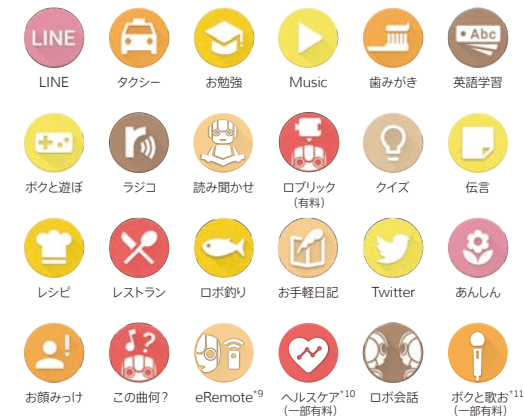 LINE
LINE タクシー お勉強 Music 歯みがき 英語学習
Abc
ボクと遊ぼ ラジコ 読み聞かせ ロブリック クイズ 伝言
（有料）
レシピ レストラン ロボ釣り お手軽日記 Twitter あんしん
お顔みっけ この曲何？ eRemote*9 ヘルスケア*10 ロボ会話 ボクと歌お*11
（一部有料） （一部有料）